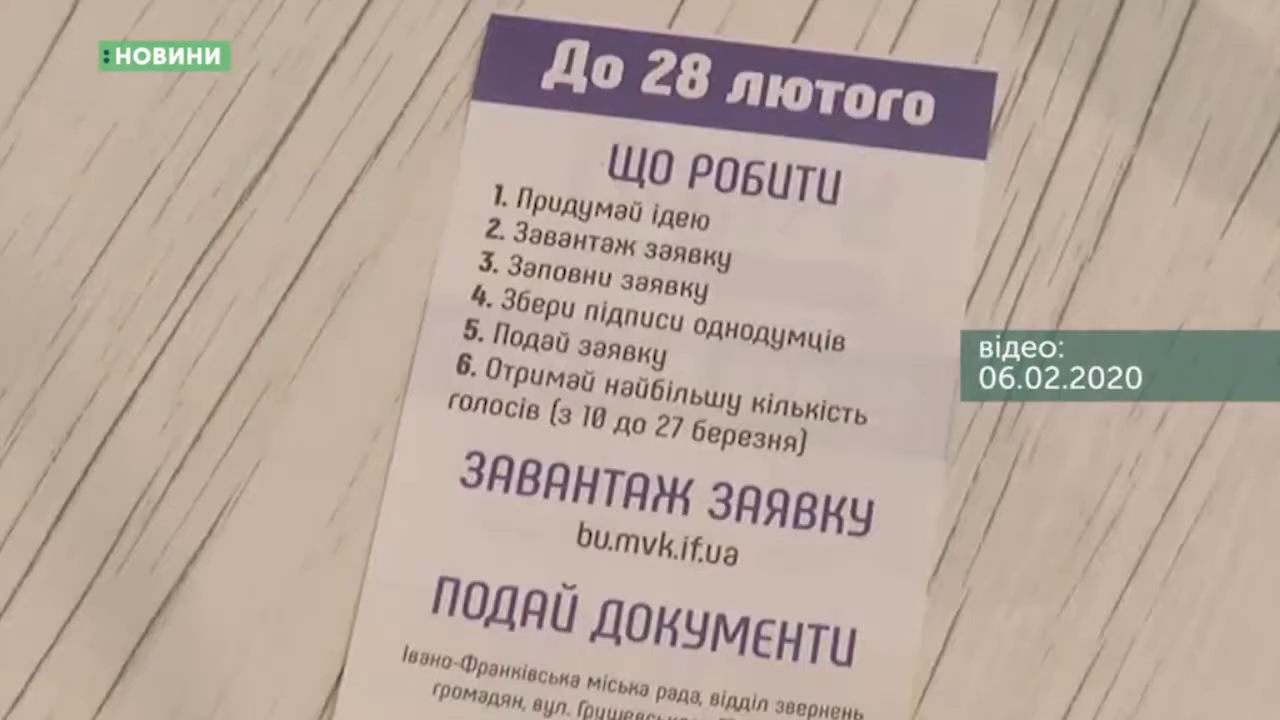 :НОВИНИ
До 28 лютого
ЩО РОБИТИ
1. Придумай ідею
2. Завантаж заявку
3. Заповни заявку
4. Збери підписи однодумців
5. Подай заявку
6. Отримай найбільшу кількість
голосів (з 10 до 27 березня)
відео:
06.02.2020
ЗАВАНТАЖ ЗАЯВКУ
bu.mvk.if.ua
ПОДАЙ ДОКУМЕНТИ
Івано-Франківська міська рада, відділ звернень
громадян, вул.